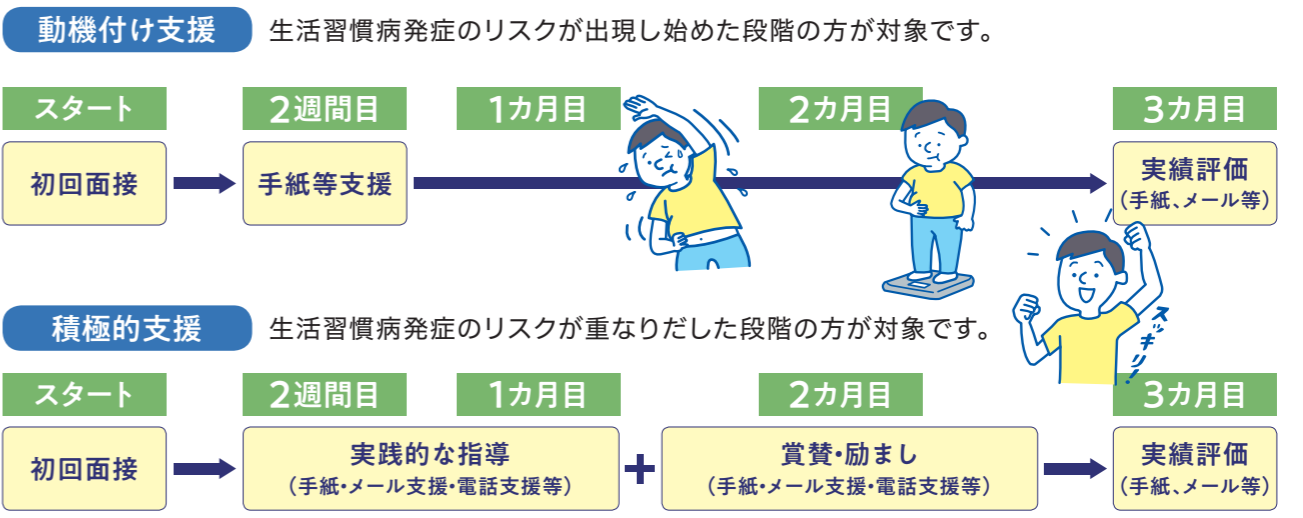 動機付け支援 生活習慣病発症のリスクが出現し始めた段階の方が対象です。
スタート 2週間目 1カ月目 2カ月目 3カ月目
初回面接 手紙等支援 実績評価
(手紙、メール等)
スッキリ!
積極的支援 生活習慣病発症のリスクが重なりだした段階の方が対象です。
スタート 2週間目 1カ月目 2カ月目 3カ月目
初回面接 実践的な指導 + 賞賛・励まし 実績評価
(手紙・メール支援・電話支援等) (手紙・メール支援・電話支援等) (手紙、メール等)